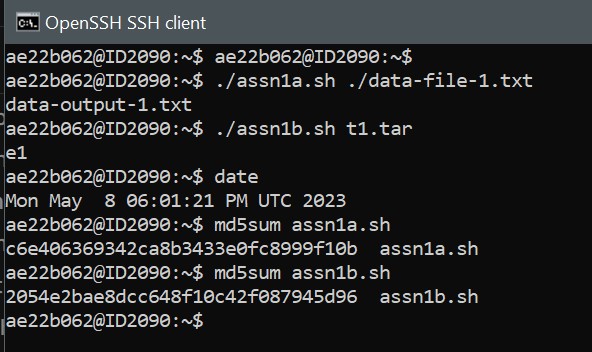 C:\. OpenSSH SSH client
ae22b062@ID2090:~$ ae22b062@ID2090:~$
ae22b062@ID2090:~$ ./assn1a.sh ./data-file-1.txt
data-output-1.txt
ae22b062@ID2090:~$ ./assn1b.sh t1.tar
e1
ae22b062@ID2090:~$ date
Mon May  8 06:01:21 PM UTC 2023
ae22b062@ID2090:~$ md5sum assn1a.sh
c6e406369342ca8b3433e0fc8999f10b  assn1a.sh
ae22b062@ID2090:~$ md5sum assn1b.sh
2054e2bae8dcc648f10c42f087945d96  assn1b.sh
ae22b062@ID2090:~$